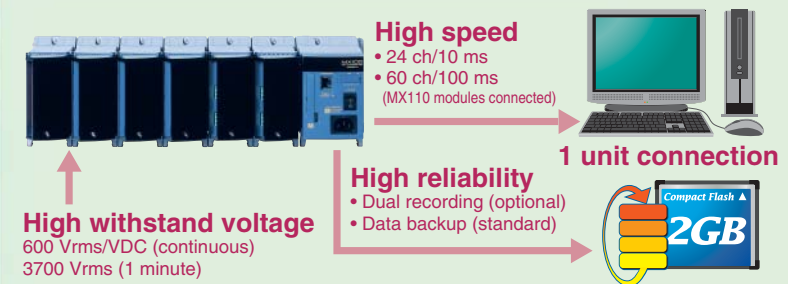 High speed
• 24 ch/10 ms
• 60 ch/100 ms
(MX110 modules connected)
1 unit connection
High reliability
• Dual recording (optional)
• Data backup (standard)
Compact Flash ▲
2GB
High withstand voltage
600 Vrms/VDC (continuous)
3700 Vrms (1 minute)